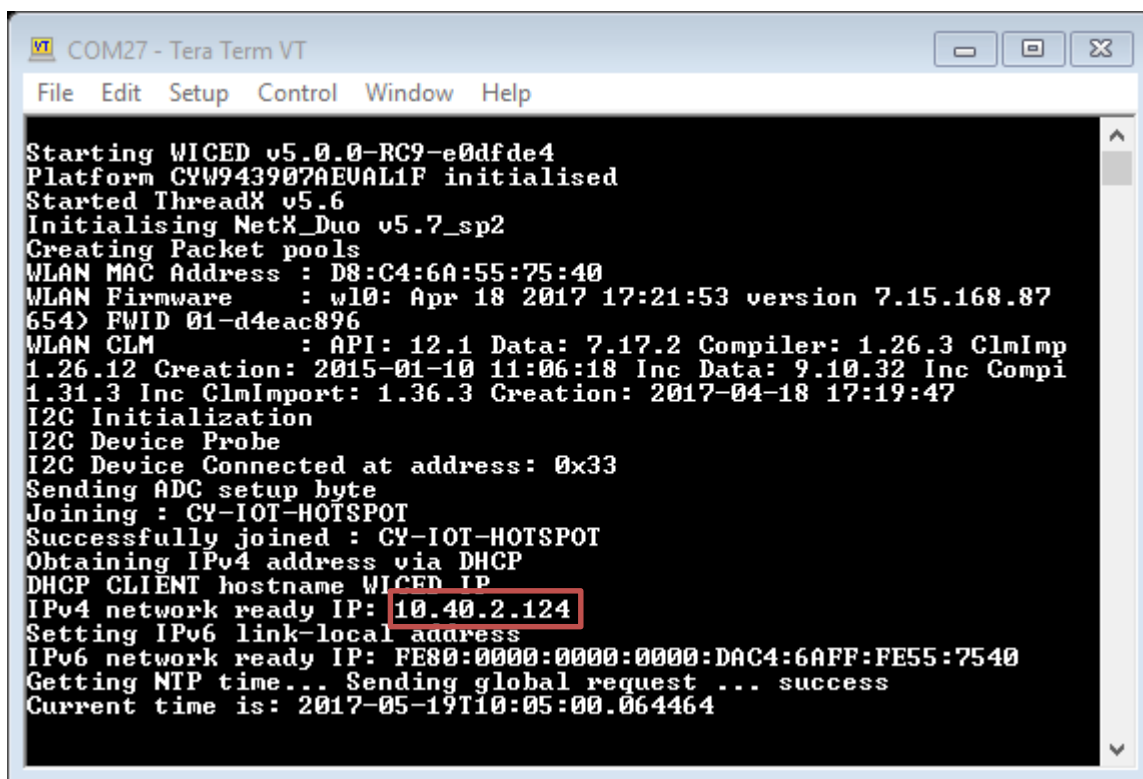 COM27 - Tera Term VT
File Edit Setup Control Window Help
Starting WICED v5.0.0-RC9-e0dfde4
Platform CYW943907AEVAL1F initialised
Started ThreadX v5.6
Initialising NetX_Duo v5.7_sp2
Creating Packet pools
WLAN MAC Address : D8:C4:6A:55:75:40
WLAN Firmware    : wl0: Apr 18 2017 17:21:53 version 7.15.168.87
654) FWID 01-d4eac896
WLAN CLM         : API: 12.1 Data: 7.17.2 Compiler: 1.26.3 ClmImp
1.26.12 Creation: 2015-01-10 11:06:18 Inc Data: 9.10.32 Inc Compi
1.31.3 Inc ClmImport: 1.36.3 Creation: 2017-04-18 17:19:47
I2C Initialization
I2C Device Probe
I2C Device Connected at address: 0x33
Sending ADC setup byte
Joining : CY-IOT-HOTSPOT
Successfully joined : CY-IOT-HOTSPOT
Obtaining IPv4 address via DHCP
DHCP CLIENT hostname WICED IP
IPv4 network ready IP: 10.40.2.124
Setting IPv6 link-local address
IPv6 network ready IP: FE80:0000:0000:0000:DAC4:6AFF:FE55:7540
Getting NTP time... Sending global request ... success
Current time is: 2017-05-19T10:05:00.064464